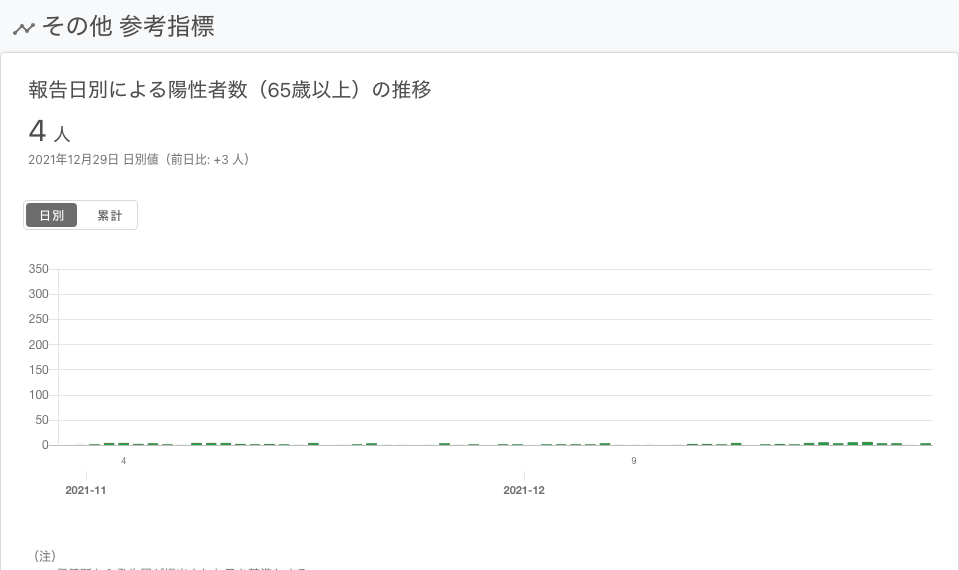 その他 参考指標
報告日別による陽性者数（65歳以上）の推移
4 人
2021年12月29日 日別値（前日比: +3 人）
日別 累計
350
300
250
200
150
100
50
0
4 9
2021-11 2021-12
（注）